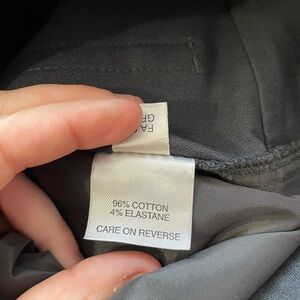 96% COTTON
4% ELASTANE
CARE ON REVERSE